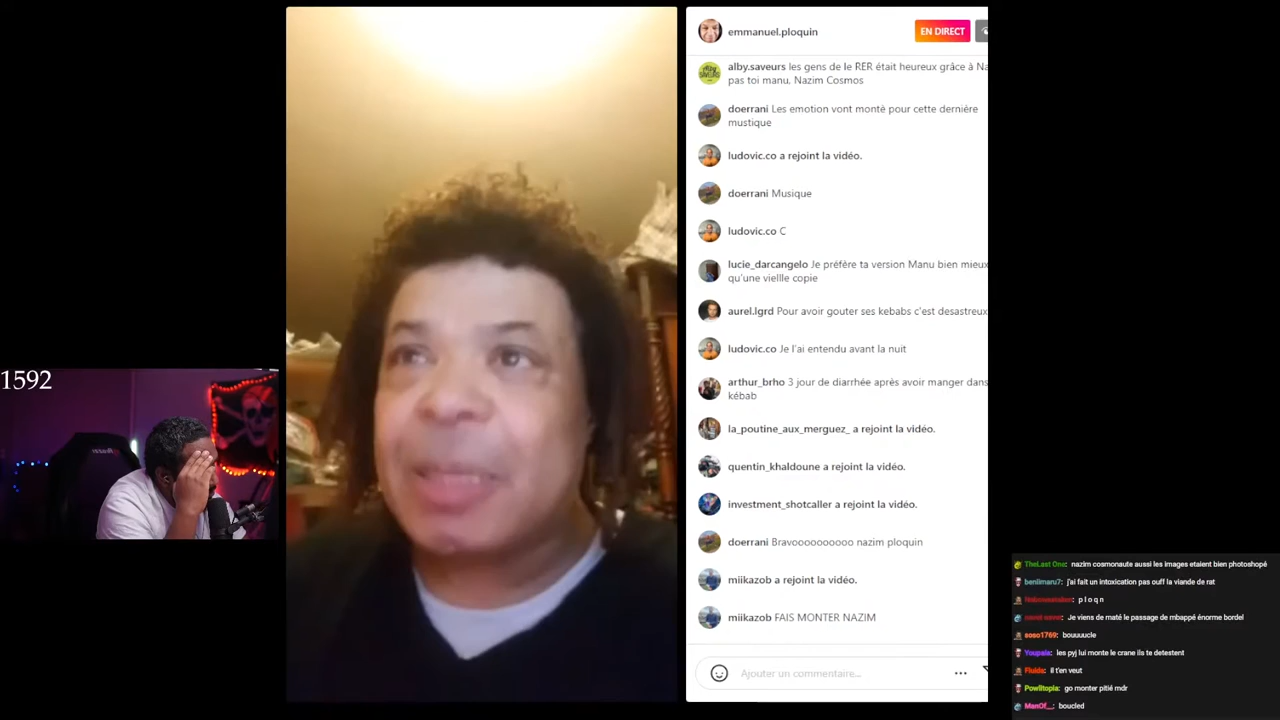 emmanuel.ploquin
EN DIRECT
alby.saveurs les gens de le RER était heureux grâce à Na
pas toi manu, Nazim Cosmos
doerrani Les emotion vont montè pour cette derniére
mustique
ludovic.co a rejoint la vidéo.
doerrani Musique
ludovic.co C
lucie_darcangelo Je préfère ta version Manu bien mieux
qu'une viellle copie
aurel.lgrd Pour avoir gouter ses kebabs c'est desastreux
ludovic.co Je l'ai entendu avant la nuit
arthur_brho 3 jour de diarrhée après avoir manger dans
kébab
la_poutine_aux_merguez_ a rejoint la vidéo.
quentin_khaldoune a rejoint la vidéo.
investment_shotcaller a rejoint la vidéo.
doerrani Bravoooooooooo nazim ploquin
miikazob a rejoint la vidéo.
miikazob FAIS MONTER NAZIM
Ajouter un commentaire...
1592
TheLast One: nazim cosmonaute aussi les images etaient bien photoshopé
benlimaru7: j'ai fait un intoxication pas ouff la viande de rat
p l o q n
Je viens de maté le passage de mbappé énorme bordel
soso1769: bouuuucle
Youpala: les pyj lui monte le crane ils te detestent
Fluide: il t'en veut
Powlltopia: go monter pitié mdr
ManOf__: boucled